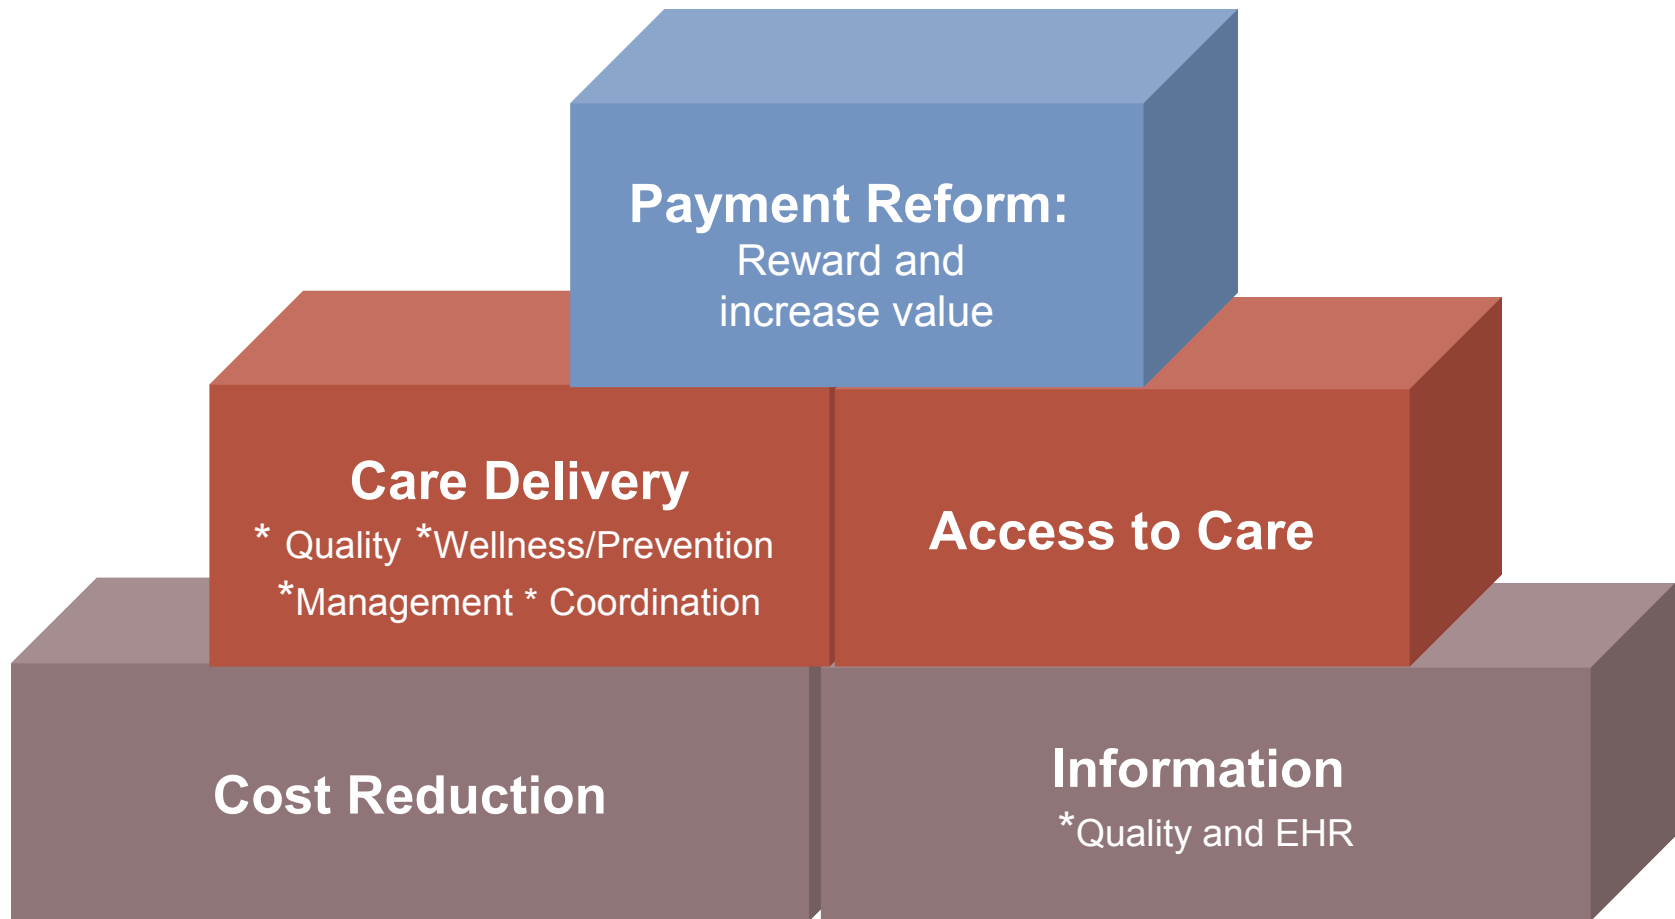 Payment Reform:
Reward and
increase value
Care Delivery
* Quality *Wellness/Prevention
*Management * Coordination
Access to Care
Cost Reduction
Information
*Quality and EHR